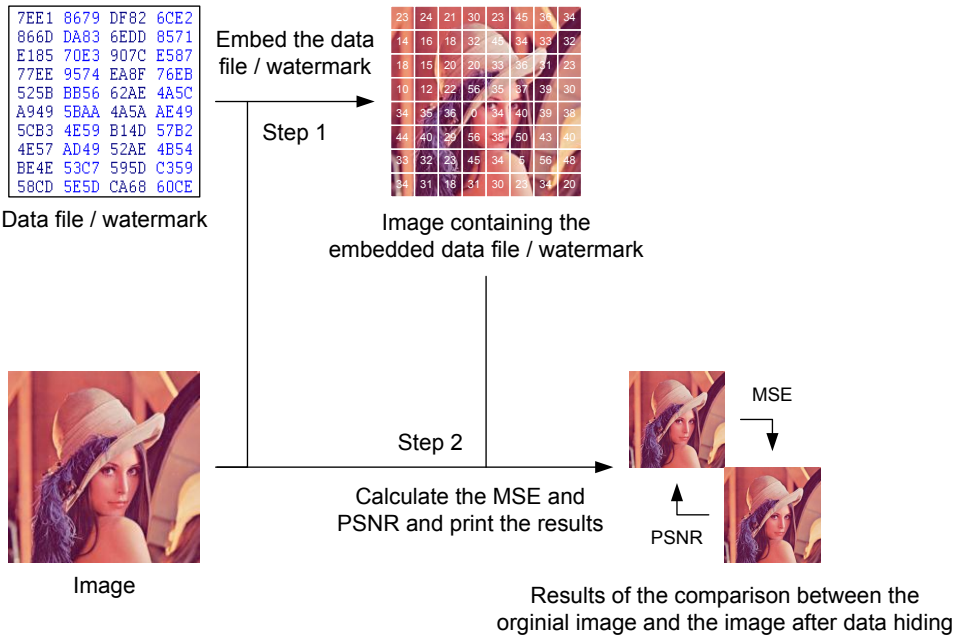 7EE1 8679 DF82 6CE2
866D DA83 6EDD 8571
E185 70E3 907C E587
77EE 9574 EA8F 76EB
525B BB56 62AE 4A5C
A949 5BAA 4A5A AE49
5CB3 4E59 B14D 57B2
4E57 AD49 52AE 4B54
BE4E 53C7 595D C359
58CD 5E5D CA68 60CE
Data file / watermark
Embed the data
file / watermark
Step 1
23 24 21 30 23 45 36 34
14 16 18 32 45 34 33 32
18 15 20 20 33 36 31 23
10 12 22 56 35 37 39 30
34 35 36 0 34 40 39 38
44 40 29 56 38 50 43 40
33 32 23 45 34 5 56 48
34 31 18 31 30 23 34 20
Image containing the
embedded data file / watermark
Image
Step 2
Calculate the MSE and
PSNR and print the results
MSE
PSNR
Results of the comparison between the
orginial image and the image after data hiding